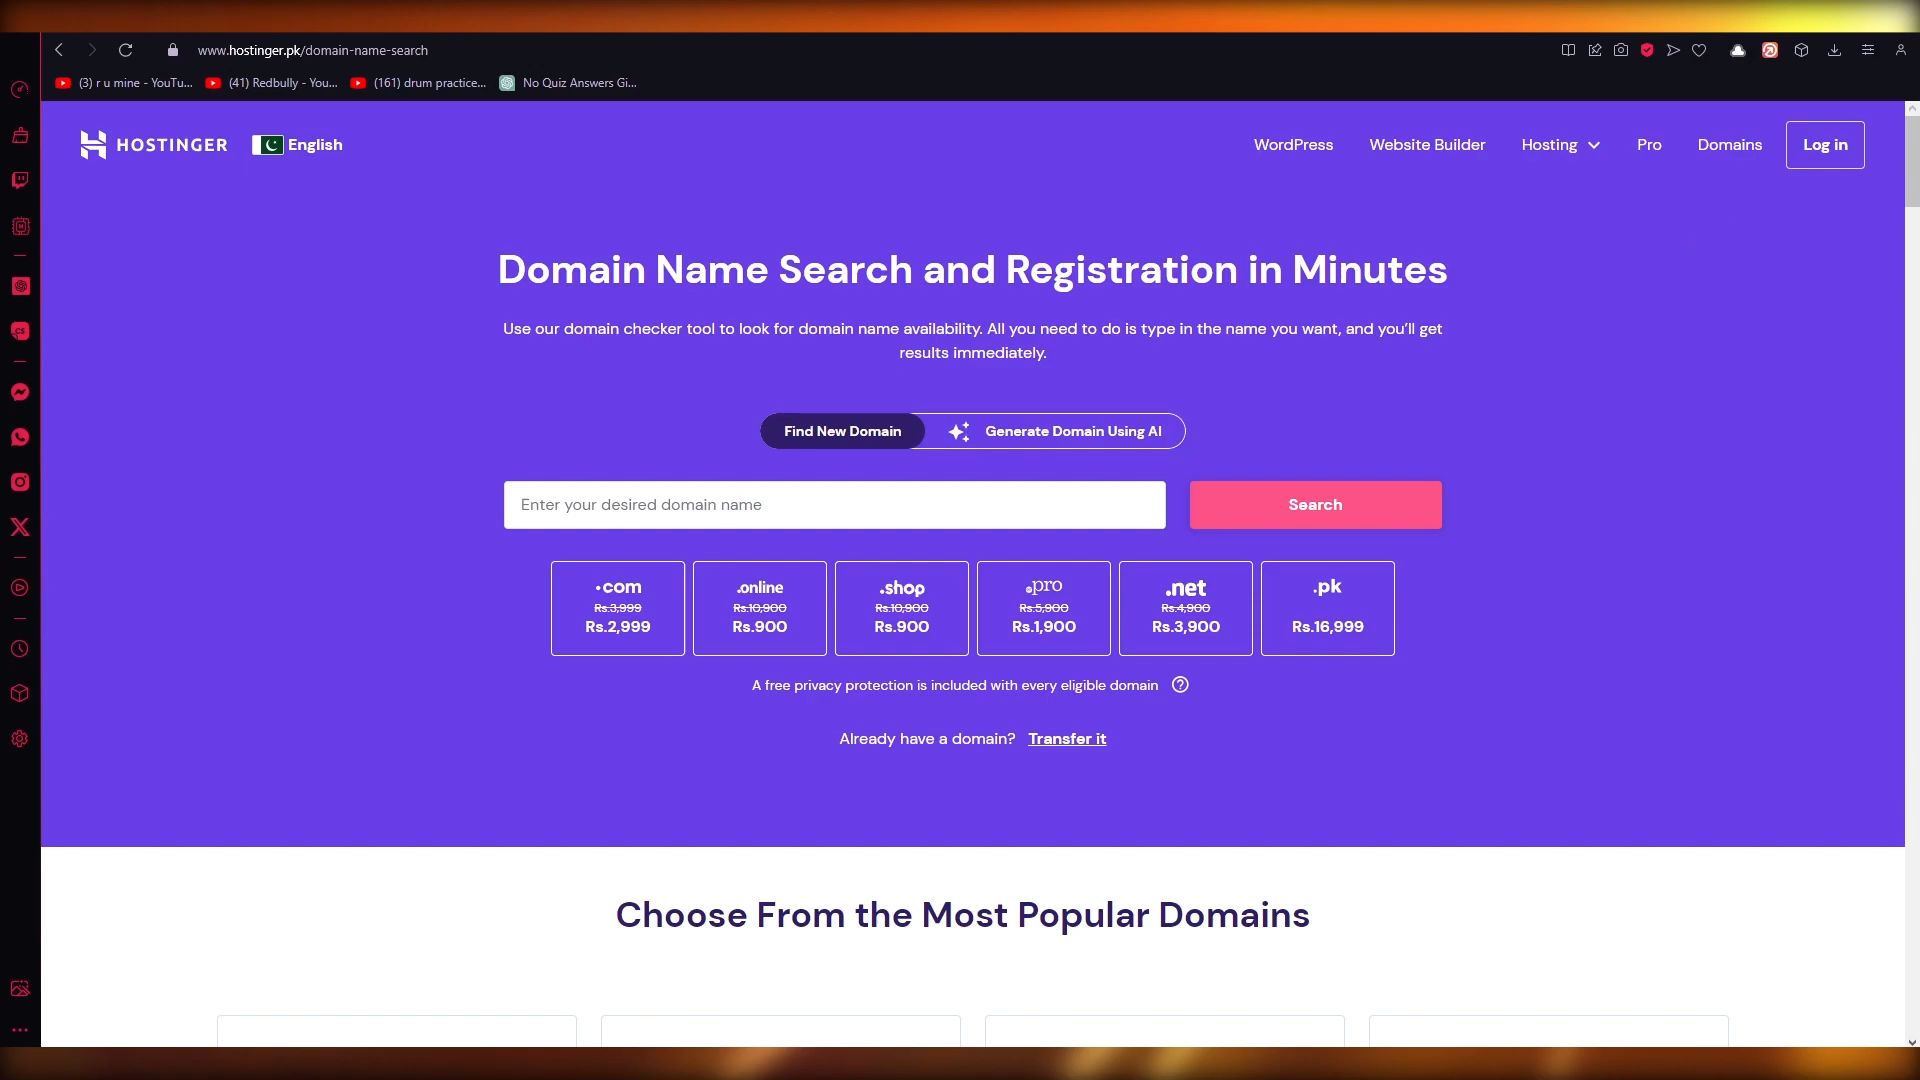 www.hostinger.pk/domain-name-search
(3) r u mine - YouTu...
(41) Redbully - You...
(161) drum practice...
No Quiz Answers Gi...
HOSTINGER
English
WordPress
Website Builder
Hosting
Pro
Domains
Log in
Domain Name Search and Registration in Minutes
Use our domain checker tool to look for domain name availability. All you need to do is type in the name you want, and you’ll get
results immediately.
Find New Domain
Generate Domain Using AI
Enter your desired domain name
Search
.com
Rs.3,999
Rs.2,999
.online
Rs.10,900
Rs.900
.shop
Rs.10,900
Rs.900
.pro
Rs.5,900
Rs.1,900
.net
Rs.4,900
Rs.3,900
.pk
Rs.16,999
A free privacy protection is included with every eligible domain
Already have a domain? Transfer it
Choose From the Most Popular Domains